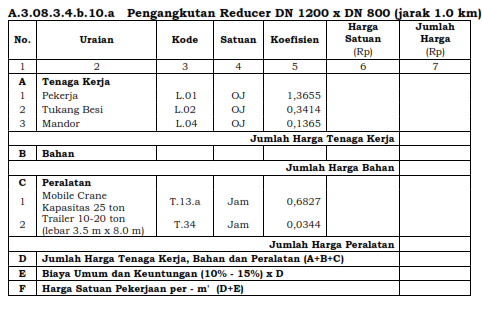 A.3.08.3.4.b.10.a Pengangkutan Reducer DN 1200 x DN 800 (jarak 1.0 km)
No. Uraian Kode Satuan Koefisien Harga Satuan (Rp) Jumlah Harga (Rp)
1 2 3 4 5 6 7
A Tenaga Kerja
1 Pekerja L.01 OJ 1,3655
2 Tukang Besi L.02 OJ 0,3414
3 Mandor L.04 OJ 0,1365
Jumlah Harga Tenaga Kerja
B Bahan
Jumlah Harga Bahan
C Peralatan
1 Mobile Crane Kapasitas 25 ton T.13.a Jam 0,6827
2 Trailer 10-20 ton (lebar 3.5 m x 8.0 m) T.34 Jam 0,0344
Jumlah Harga Peralatan
D Jumlah Harga Tenaga Kerja, Bahan dan Peralatan (A+B+C)
E Biaya Umum dan Keuntungan (10% - 15%) x D
F Harga Satuan Pekerjaan per - m' (D+E)